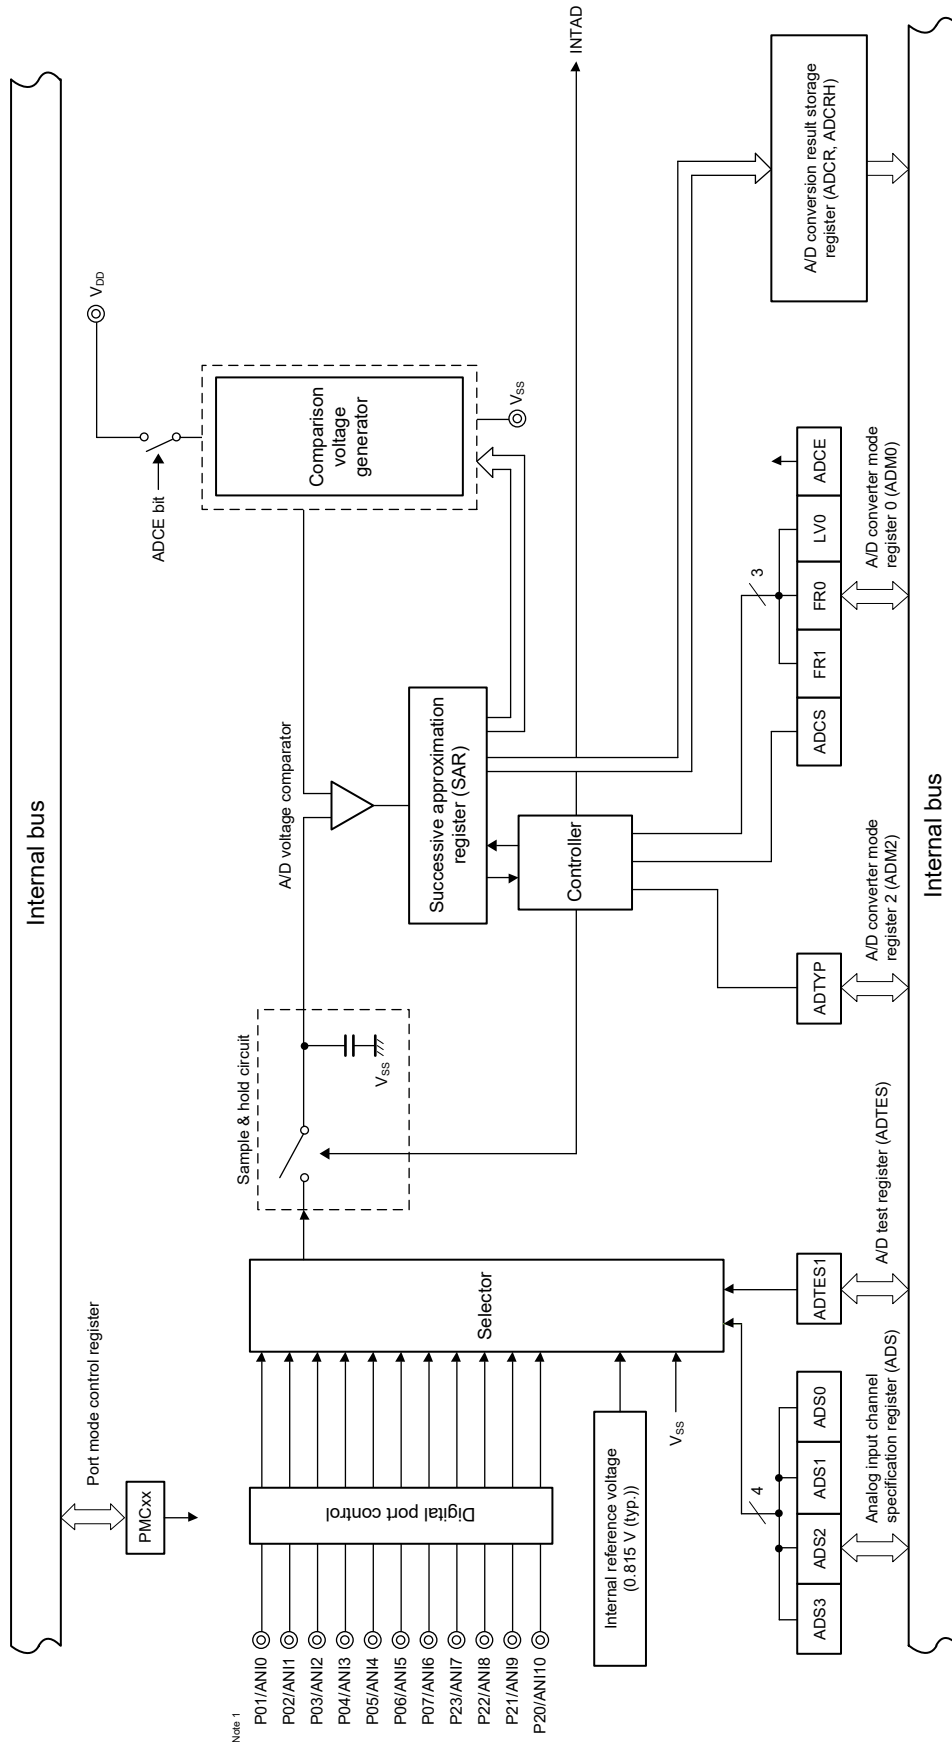 Internal bus
Port mode control register
PMCxx
Note 1
P01/ANI0
P02/ANI1
P03/ANI2
P04/ANI3
P05/ANI4
P06/ANI5
P07/ANI6
P23/ANI7
P22/ANI8
P21/ANI9
P20/ANI10
Digital port control
Internal reference voltage
(0.815 V (typ.))
VSS
Selector
Sample & hold circuit
VSS
A/D voltage comparator
ADCE bit
VDD
Comparison
voltage
generator
VSS
Successive approximation
register (SAR)
Controller
INTAD
4
ADS3
ADS2
ADS1
ADS0
Analog input channel
specification register (ADS)
ADTES1
A/D test register (ADTES)
ADTYP
A/D converter mode
register 2 (ADM2)
3
ADCS
FR1
FR0
LV0
ADCE
A/D converter mode
register 0 (ADM0)
A/D conversion result storage
register (ADCR, ADCRH)
Internal bus